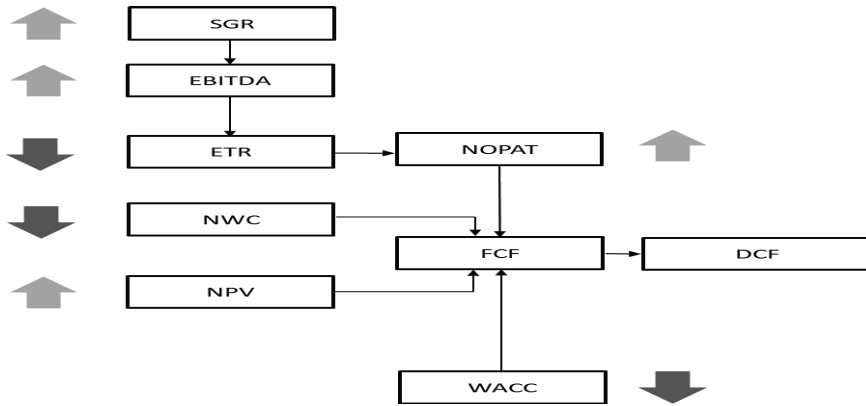 SGR
EBITDA
ETR
NOPAT
NWC
FCF
DCF
NPV
WACC